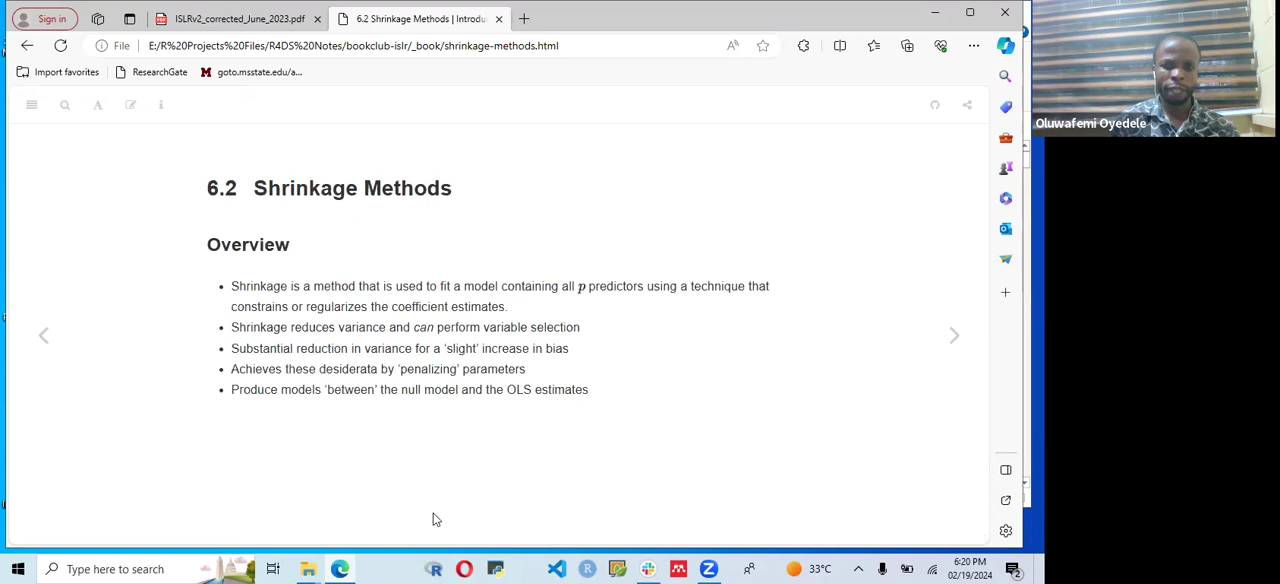 Sign in
ISLRv2_corrected_June_2023.pdf
6.2 Shrinkage Methods | Introdu
File
E:/R%20Projects%20Files/R4DS%20Notes/bookclub-islr/_book/shrinkage-methods.html
Import favorites
ResearchGate
goto.msstate.edu/a...
Oluwafemi Oyedele
6.2 Shrinkage Methods
Overview
• Shrinkage is a method that is used to fit a model containing all p predictors using a technique that
constrains or regularizes the coefficient estimates.
• Shrinkage reduces variance and can perform variable selection
• Substantial reduction in variance for a ‘slight’ increase in bias
• Achieves these desiderata by ‘penalizing’ parameters
• Produce models ‘between’ the null model and the OLS estimates
Type here to search
33°C
6:20 PM
02/19/2024
2